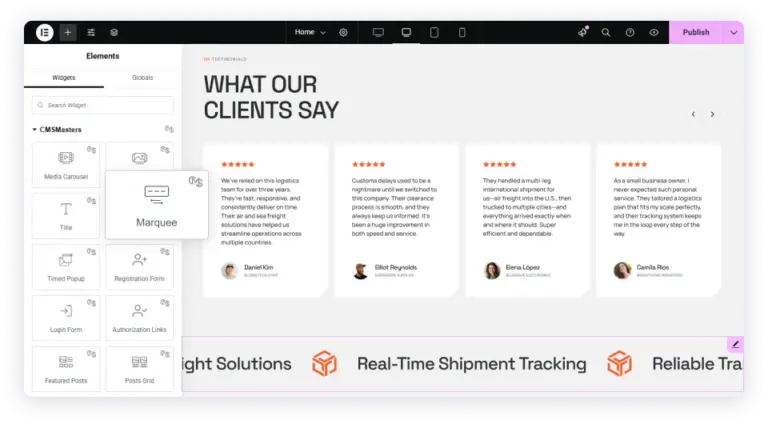 Home
Publish
Elements
Widgets
Globals
Search Widget
CMSMasters
Media Carousel
Marquee
Title
Timed Popup
Registration Form
Login Form
Authorization Links
Featured Posts
Posts Grid
TESTIMONIALS
WHAT OUR
CLIENTS SAY
We've relied on this logistics
team for over three years.
They're fast, responsive, and
consistently deliver on time.
Their air and sea freight
solutions have helped us
streamline operations across
multiple countries.
Daniel Kim
Customs delays used to be a
nightmare until we switched to
this company. Their clearance
process is smooth, and they
always keep us informed. It's
been a huge improvement in
both speed and service.
Elliot Reynolds
They handled a multi-leg
international shipment for
us—air freight into the U.S., then
trucked to multiple cities—and
everything arrived exactly when
and where it should. Super
efficient and dependable.
Elena López
As a small business owner, I
never expected such personal
service. They tailored a logistics
plan that fits my scale perfectly,
and their tracking system keeps
me in the loop every step of the
way.
Camila Rios
ight Solutions
Real-Time Shipment Tracking
Reliable Tra